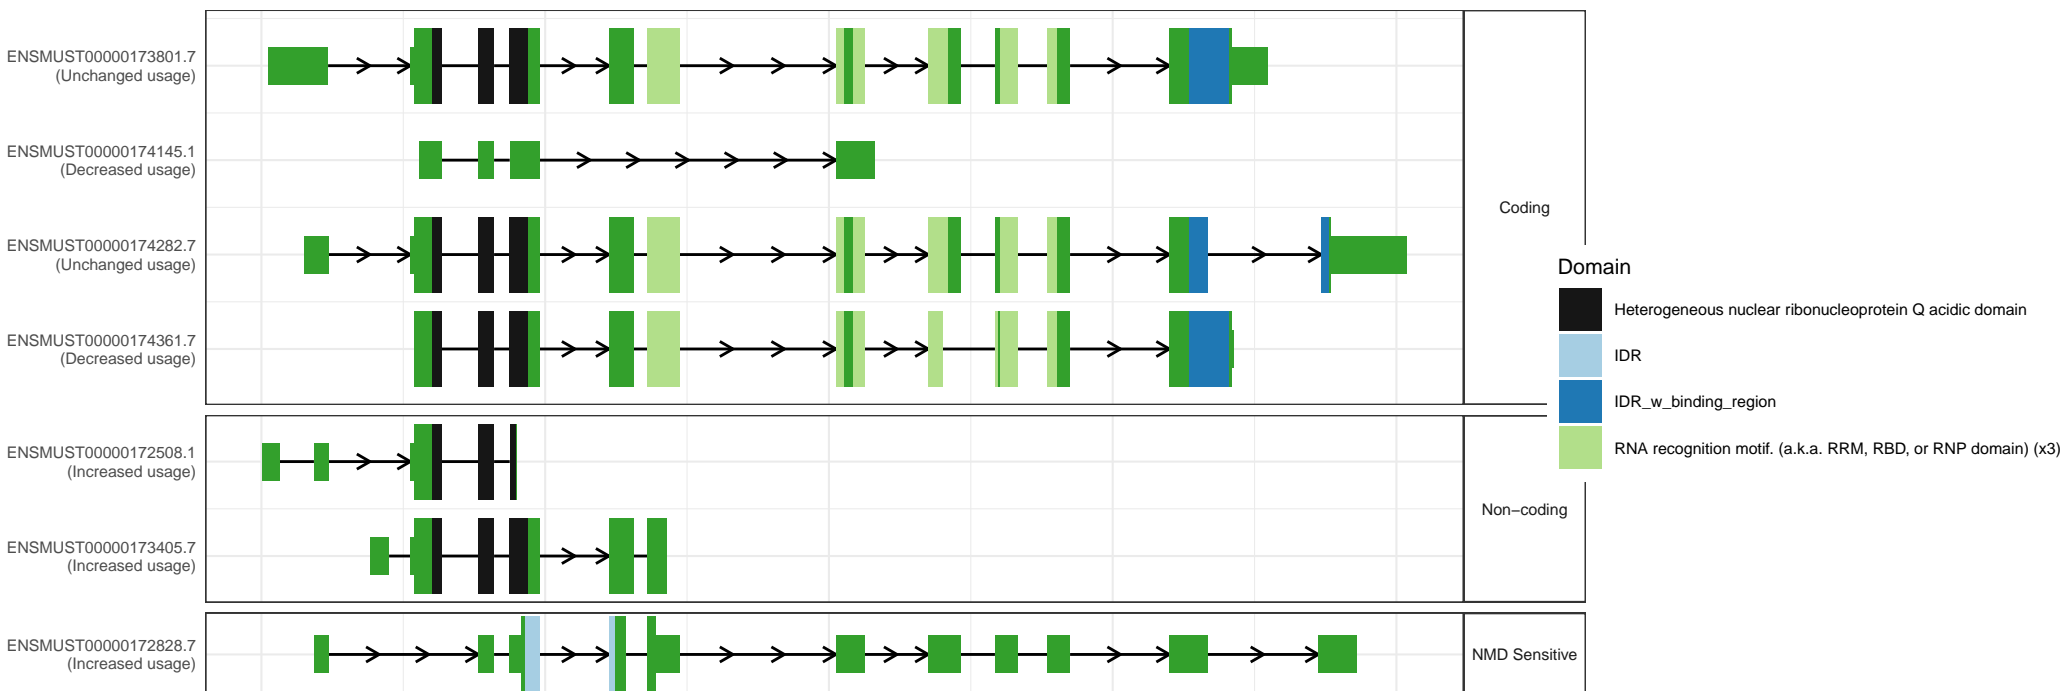 ENSMUST00000173801.7
(Unchanged usage)
ENSMUST00000174145.1
(Decreased usage)
ENSMUST00000174282.7
(Unchanged usage)
ENSMUST00000174361.7
(Decreased usage)
Coding
ENSMUST00000172508.1
(Increased usage)
ENSMUST00000173405.7
(Increased usage)
Non−coding
ENSMUST00000172828.7
(Increased usage)
NMD Sensitive
Domain
Heterogeneous nuclear ribonucleoprotein Q acidic domain
IDR
IDR_w_binding_region
RNA recognition motif. (a.k.a. RRM, RBD, or RNP domain) (x3)